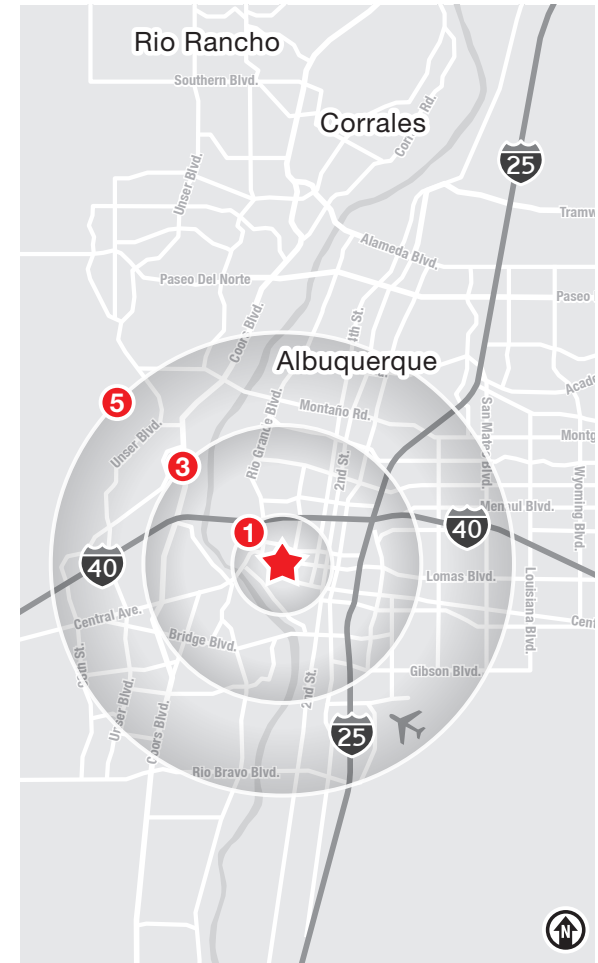 Rio Rancho
Southern Blvd.
Corrales
25
Unser Blvd.
Tramw
Alameda Blvd.
Paseo Del Norte
Paseo
Coors Blvd.
4th St.
Albuquerque
5
Acade
Montaño Rd.
Rio Grande Blvd.
San Mateo Blvd.
Unser Blvd.
Montg
3
2nd St.
Wyoming Blvd.
Menaul Blvd.
1
40
40
Lomas Blvd.
Louisiana Blvd.
Central Ave.
Cent
Bridge Blvd.
Gibson Blvd.
2nd St.
Unser Blvd.
Coors Blvd.
25
Rio Bravo Blvd.
N